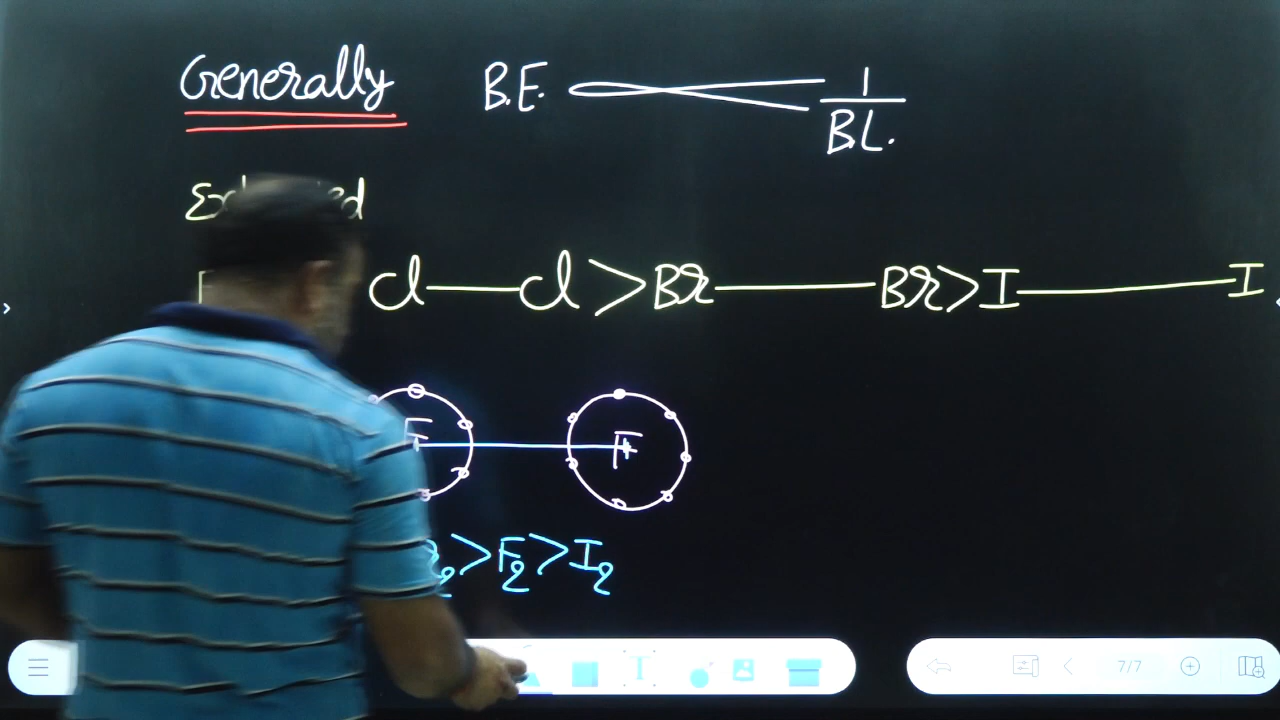 Generally B.E. ∝ 1/B.L.
Cl—Cl > Br—Br > I—I
F—F
> F₂ > I₂
T
7/7